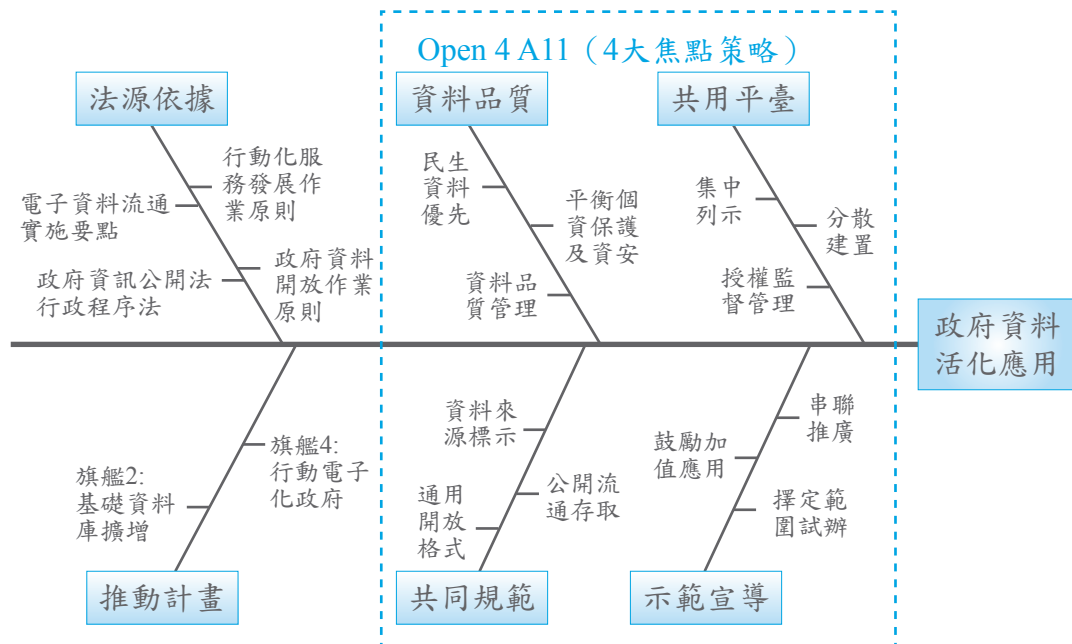 Open 4 A11（4大焦點策略）
法源依據
資料品質
共用平臺
行動化服
務發展作
業原則
電子資料流通
實施要點
政府資訊公開法
行政程序法
政府資料
開放作業
原則
民生
資料
優先
平衡個
資保護
及資安
資料品
質管理
集中
列示
分散
建置
授權監
督管理
政府資料
活化應用
旗艦2:
基礎資料
庫擴增
旗艦4:
行動電子
化政府
資料來
源標示
通用
開放
格式
公開流
通存取
串聯
推廣
鼓勵加
值應用
擇定範
圍試辦
推動計畫
共同規範
示範宣導